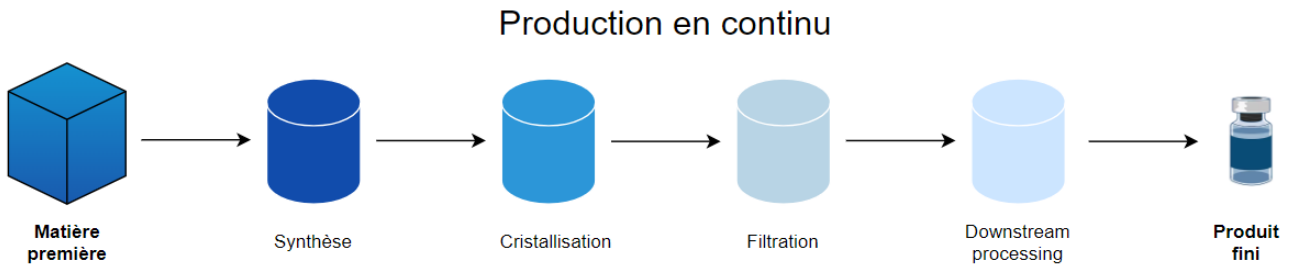 Production en continu
Matière
première
Synthèse
Cristallisation
Filtration
Downstream
processing
Produit
fini